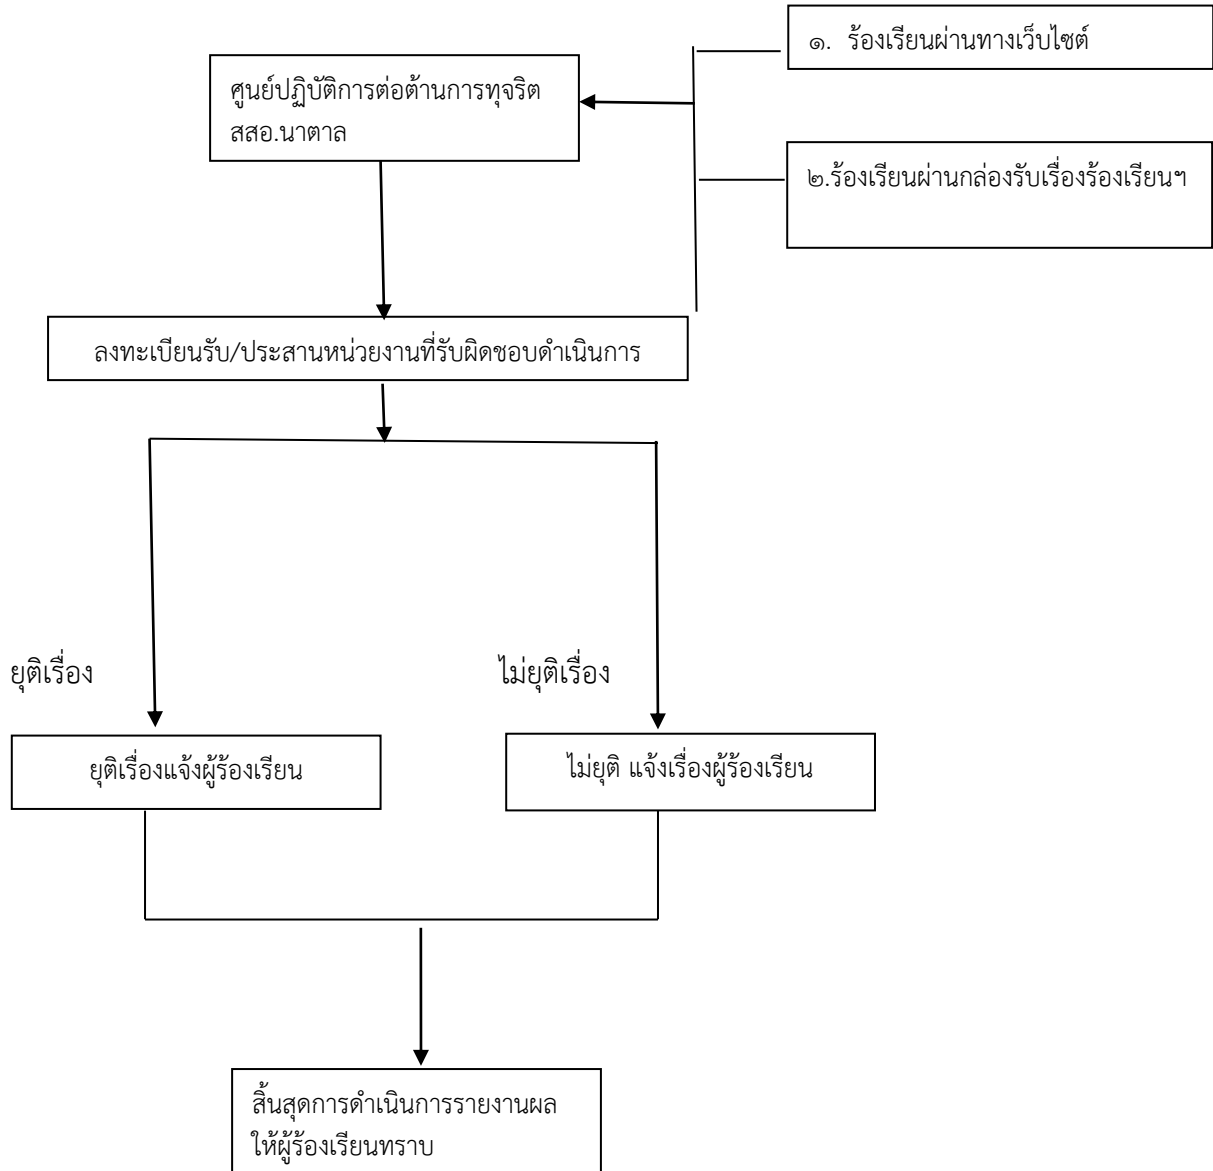 ๑. ร้องเรียนผ่านทางเว็บไซต์
ศูนย์ปฏิบัติการต่อต้านการทุจริต
สสอ.นาตาล
๒.ร้องเรียนผ่านกล่องรับเรื่องร้องเรียนฯ
ลงทะเบียนรับ/ประสานหน่วยงานที่รับผิดชอบดำเนินการ
ยุติเรื่อง
ไม่ยุติเรื่อง
ยุติเรื่องแจ้งผู้ร้องเรียน
ไม่ยุติ แจ้งเรื่องผู้ร้องเรียน
สิ้นสุดการดำเนินการรายงานผล
ให้ผู้ร้องเรียนทราบ